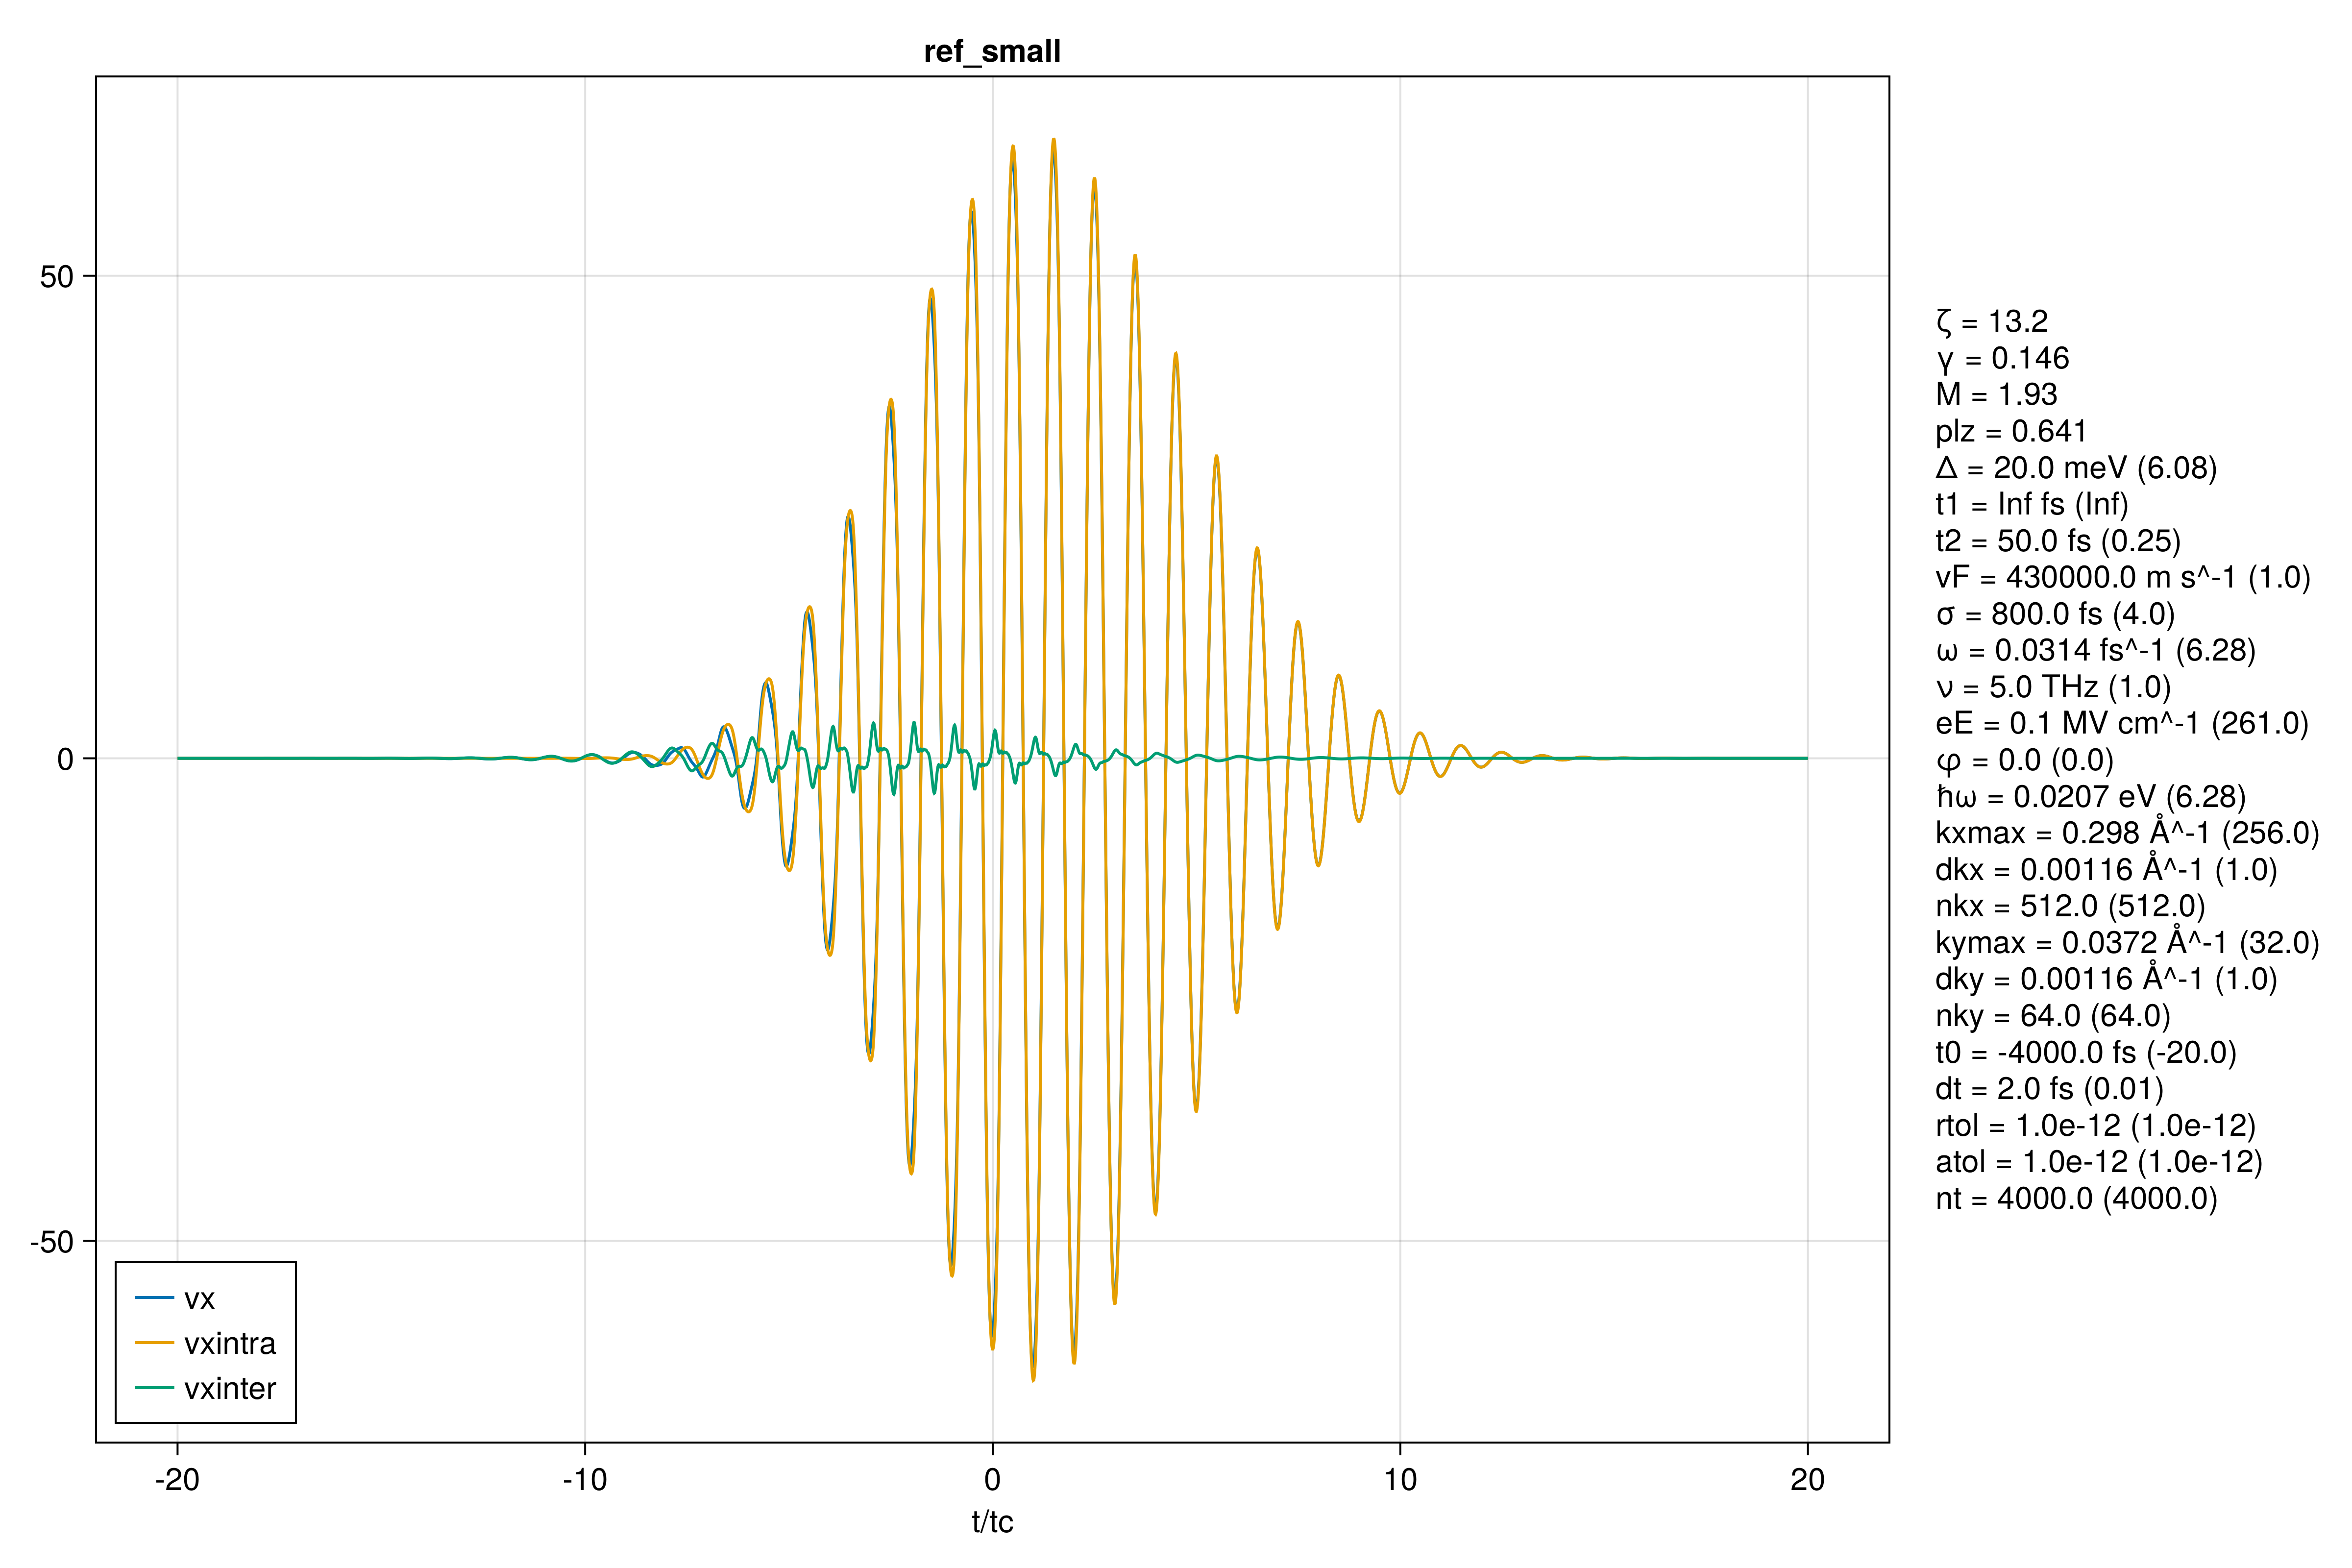 ref_small
50
0
-50
vx
vxintra
vxinter
-20
-10
0
10
20
t/tc
ζ = 13.2
γ = 0.146
M = 1.93
plz = 0.641
Δ = 20.0 meV (6.08)
t1 = Inf fs (Inf)
t2 = 50.0 fs (0.25)
vF = 430000.0 m s^-1 (1.0)
σ = 800.0 fs (4.0)
ω = 0.0314 fs^-1 (6.28)
ν = 5.0 THz (1.0)
eE = 0.1 MV cm^-1 (261.0)
φ = 0.0 (0.0)
ħω = 0.0207 eV (6.28)
kxmax = 0.298 Å^-1 (256.0)
dkx = 0.00116 Å^-1 (1.0)
nkx = 512.0 (512.0)
kymax = 0.0372 Å^-1 (32.0)
dky = 0.00116 Å^-1 (1.0)
nky = 64.0 (64.0)
t0 = -4000.0 fs (-20.0)
dt = 2.0 fs (0.01)
rtol = 1.0e-12 (1.0e-12)
atol = 1.0e-12 (1.0e-12)
nt = 4000.0 (4000.0)